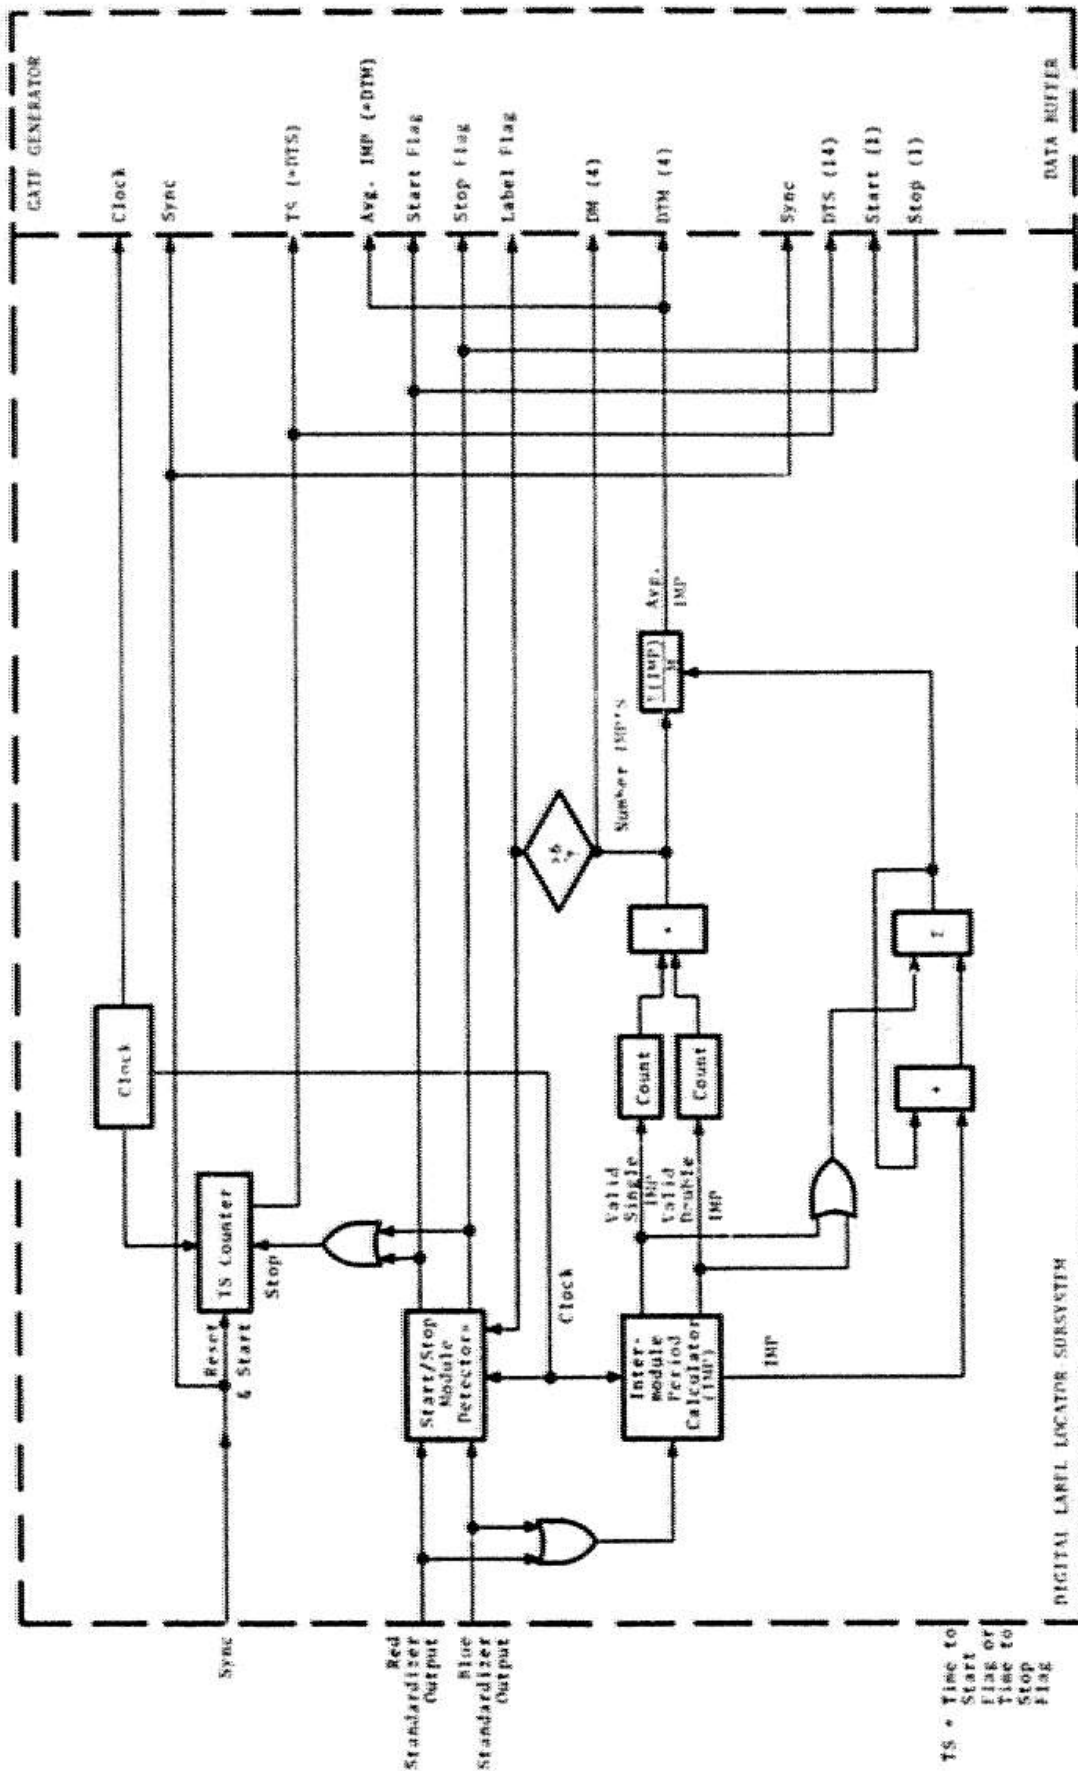 GATE GENERATOR
Clock
Sync
TS (=DTS)
Avg. IMP (=DTM)
Start Flag
Stop Flag
Label Flag
DM (4)
DTM (4)
Sync
DTS (14)
Start (1)
Stop (1)
DATA BUFFER
Clock
TS Counter
Reset
& Start
Stop
Sync
Red
Standardizer
Output
Blue
Standardizer
Output
Start/Stop
Module
Detectors
Clock
Inter-
module
Period
Calculator
(IMP)
Valid
Single
IMP
Valid
Double
IMP
Count
Count
+
Number IMP'S
Σ(IMP)
Avg.
IMP
IMP
+
Σ
DIGITAL LABEL LOCATOR SUBSYSTEM
TS = Time to
Start
Flag or
Time to
Stop
Flag